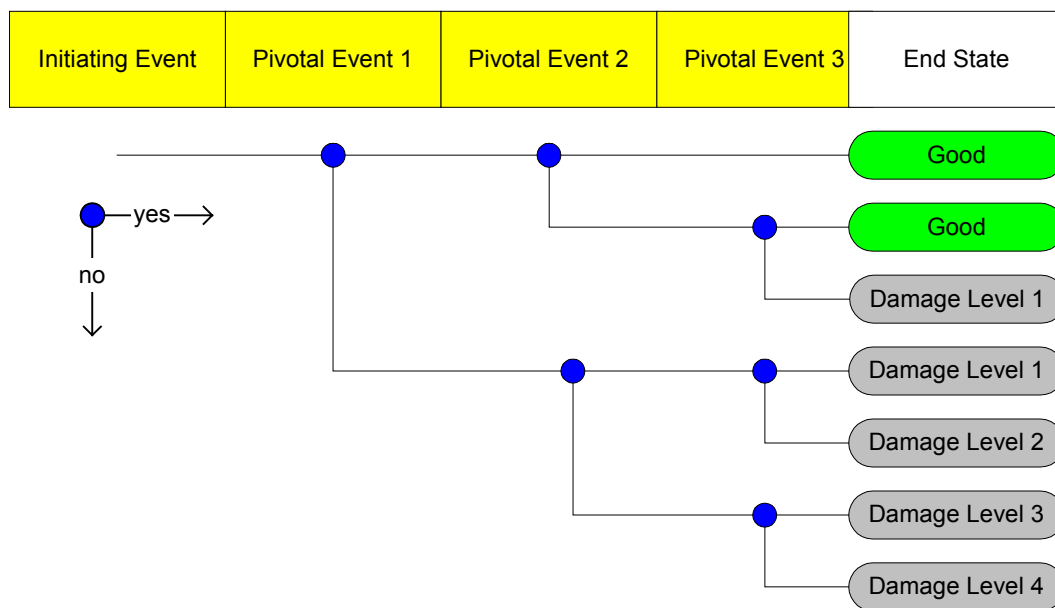 Initiating Event Pivotal Event 1 Pivotal Event 2 Pivotal Event 3 End State
Good
yes
Good
no
Damage Level 1
Damage Level 1
Damage Level 2
Damage Level 3
Damage Level 4